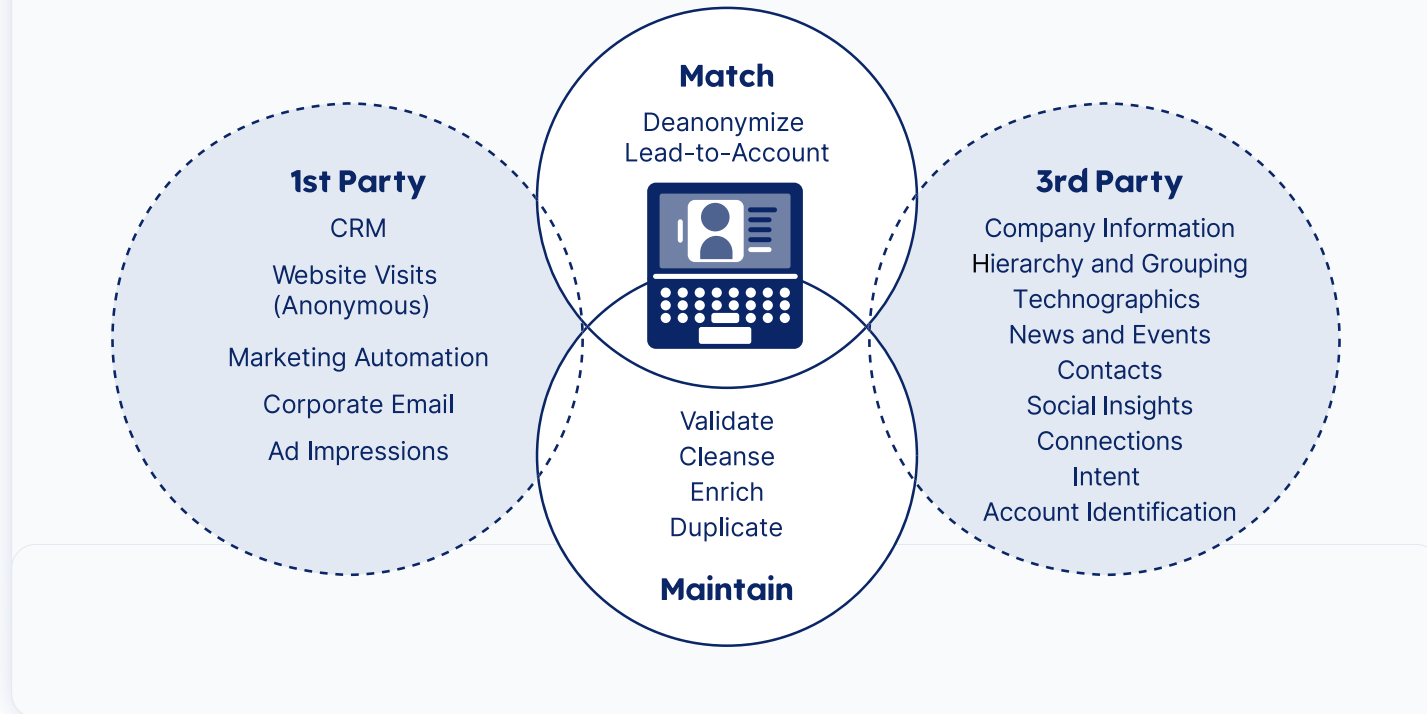 Match
Deanonymize
Lead-to-Account
1st Party
CRM
Website Visits
(Anonymous)
Marketing Automation
Corporate Email
Ad Impressions
Validate
Cleanse
Enrich
Duplicate
Maintain
3rd Party
Company Information
Hierarchy and Grouping
Technographics
News and Events
Contacts
Social Insights
Connections
Intent
Account Identification